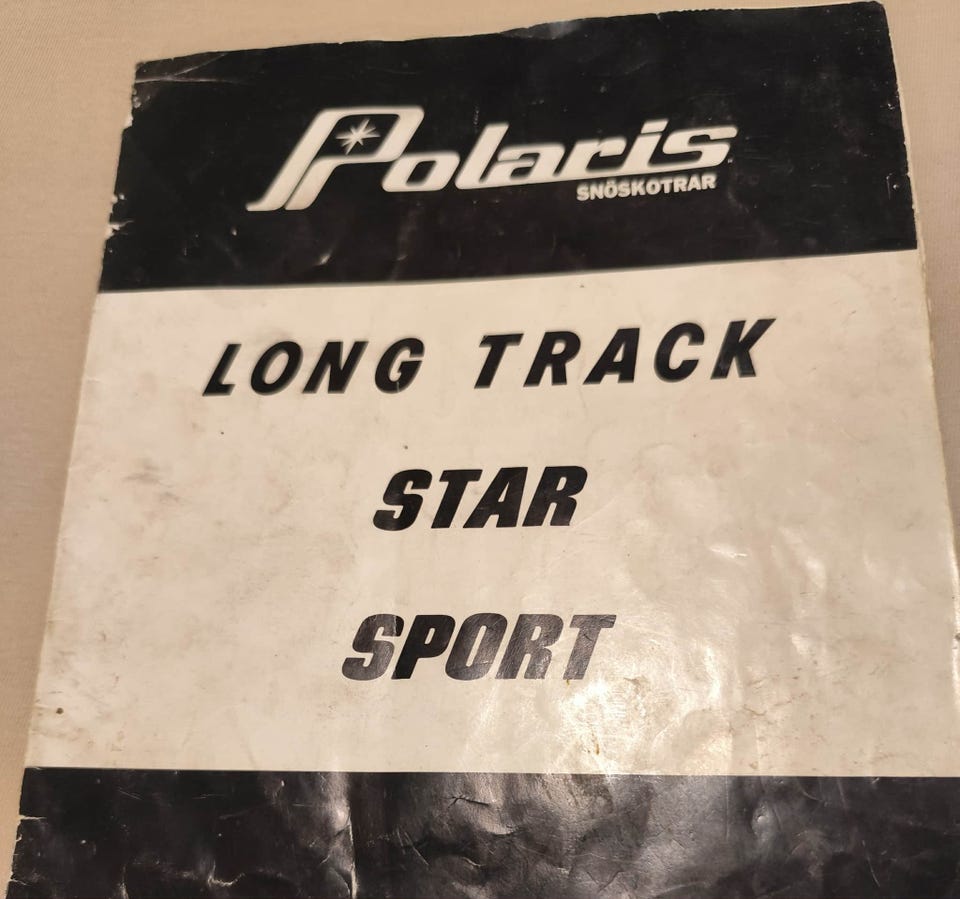 Polaris
SNÖSKOTRAR
LONG TRACK
STAR
SPORT